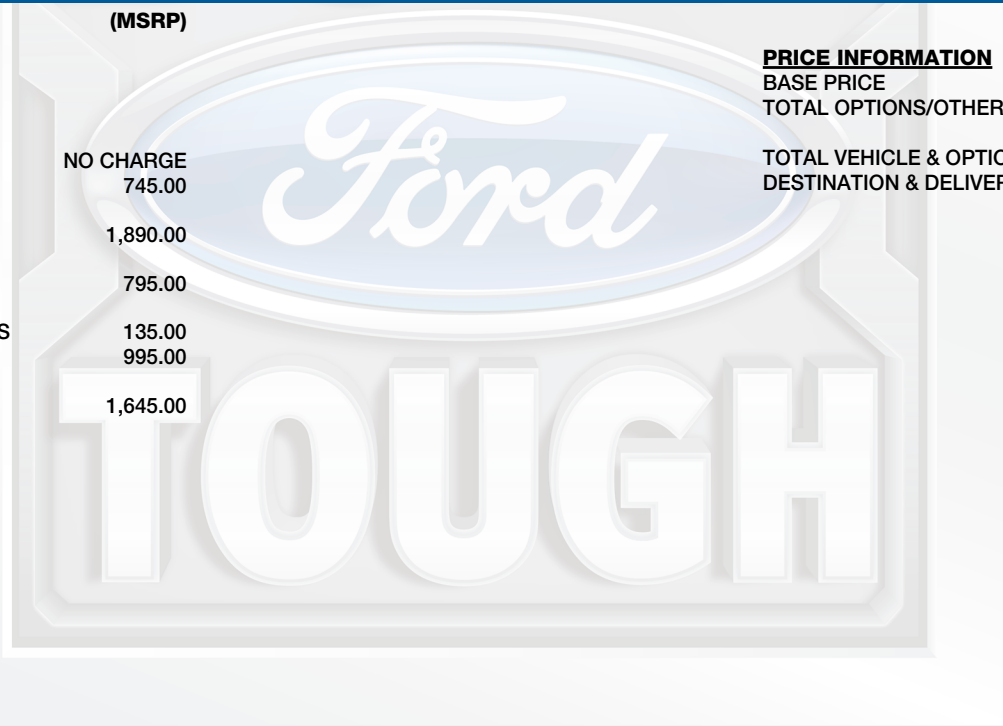 (MSRP)
NO CHARGE
745.00
1,890.00
795.00
S 135.00
995.00
1,645.00
PRICE INFORMATION
BASE PRICE
TOTAL OPTIONS/OTHER
TOTAL VEHICLE & OPTIO
DESTINATION & DELIVER
Ford
TOUGH